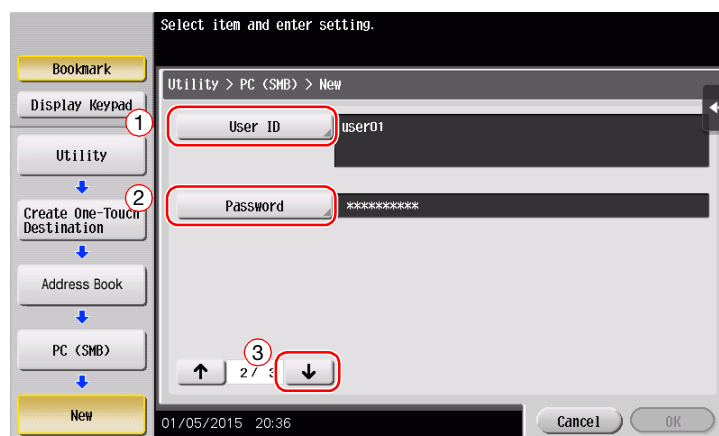 Select item and enter setting.
Bookmark
Display Keypad
Utility > PC (SMB) > New
1
User ID
user01
Utility
2
Create One-Touch
Destination
Password
**********
Address Book
PC (SMB)
3
↑ 2/ 3 ↓
New
01/05/2015 20:36
Cancel
OK